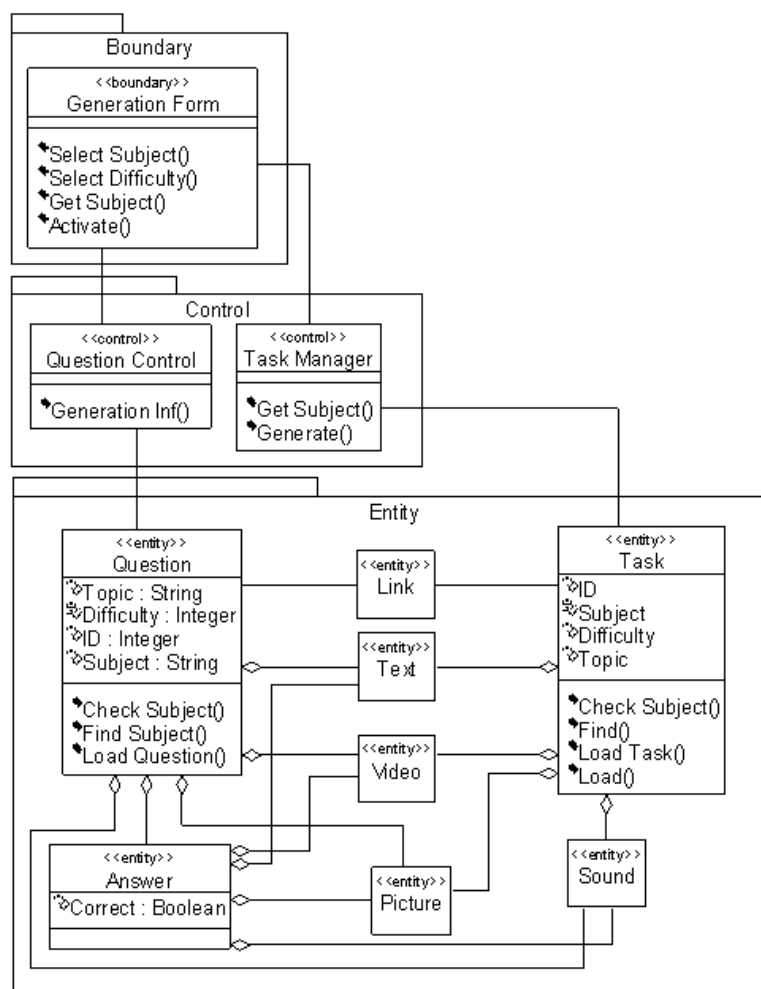 Boundary
<<boundary>>
Generation Form
Select Subject()
Select Difficulty()
Get Subject()
Activate()
Control
<<control>>
Question Control
Generation Inf()
<<control>>
Task Manager
Get Subject()
Generate()
Entity
<<entity>>
Question
Topic : String
Difficulty : Integer
ID : Integer
Subject : String
Check Subject()
Find Subject()
Load Question()
<<entity>>
Link
<<entity>>
Text
<<entity>>
Video
<<entity>>
Task
ID
Subject
Difficulty
Topic
Check Subject()
Find()
Load Task()
Load()
<<entity>>
Answer
Correct : Boolean
<<entity>>
Picture
<<entity>>
Sound